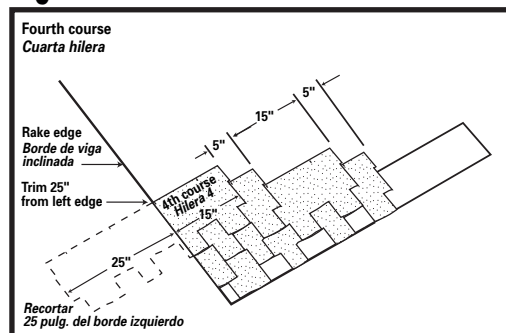 Fourth course
Cuarta hilera
5"
15"
5"
Rake edge
Borde de viga
inclinada
Trim 25"
from left edge
4th course
Hilera 4
15"
25"
Recortar
25 pulg. del borde izquierdo